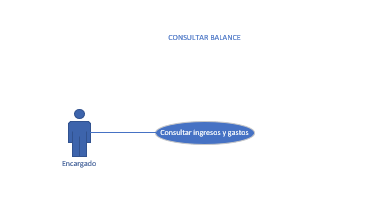 CONSULTAR BALANCE
Consultar ingresos y gastos
Encargado